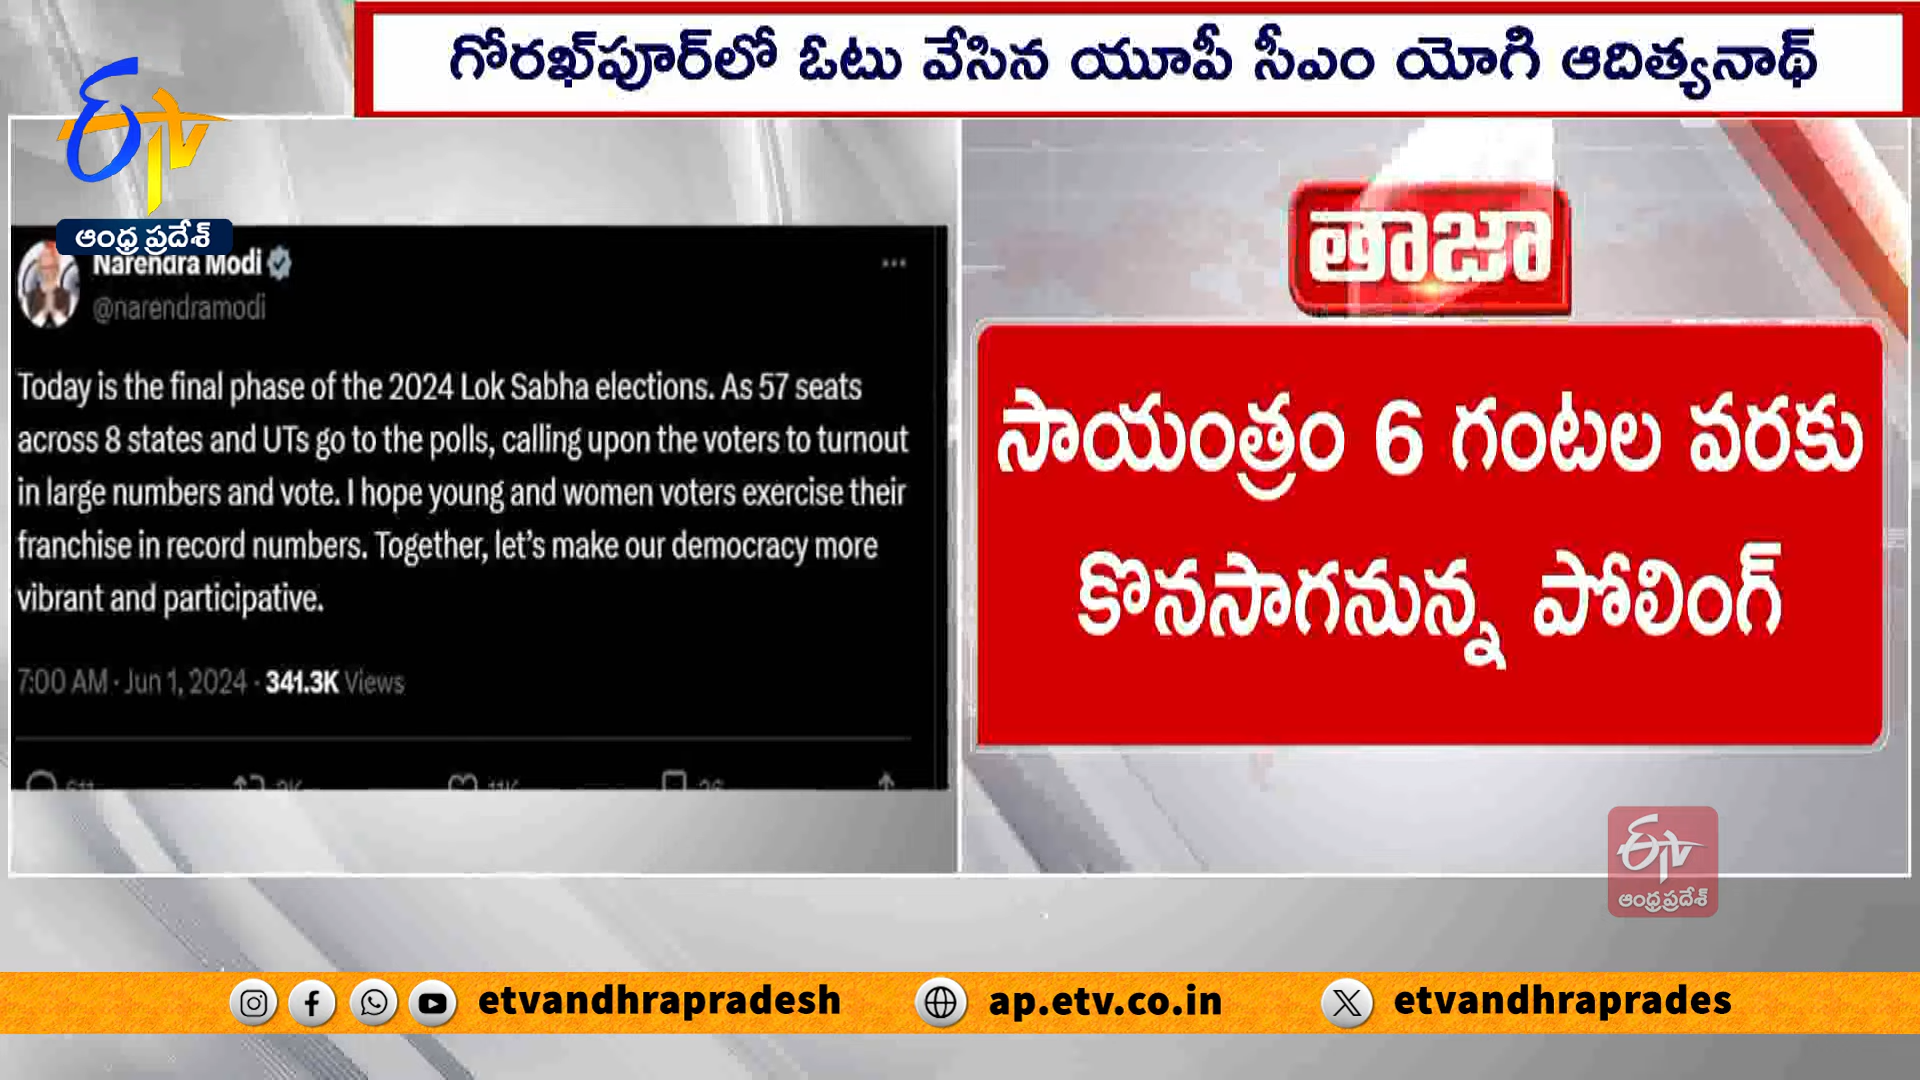 గోరఖ్‌పూర్‌లో ఓటు వేసిన యూపీ సీఎం యోగి ఆదిత్యనాథ్
ETV
ఆంధ్ర ప్రదేశ్
Narendra Modi
@narendramodi
Today is the final phase of the 2024 Lok Sabha elections. As 57 seats
across 8 states and UTs go to the polls, calling upon the voters to turnout
in large numbers and vote. I hope young and women voters exercise their
franchise in record numbers. Together, let's make our democracy more
vibrant and participative.
7:00 AM · Jun 1, 2024 · 341.3K Views
తాజా
సాయంత్రం 6 గంటల వరకు
కొనసాగనున్న పోలింగ్
ETV
ఆంధ్రప్రదేశ్
etvandhrapradesh
ap.etv.co.in
etvandhraprades